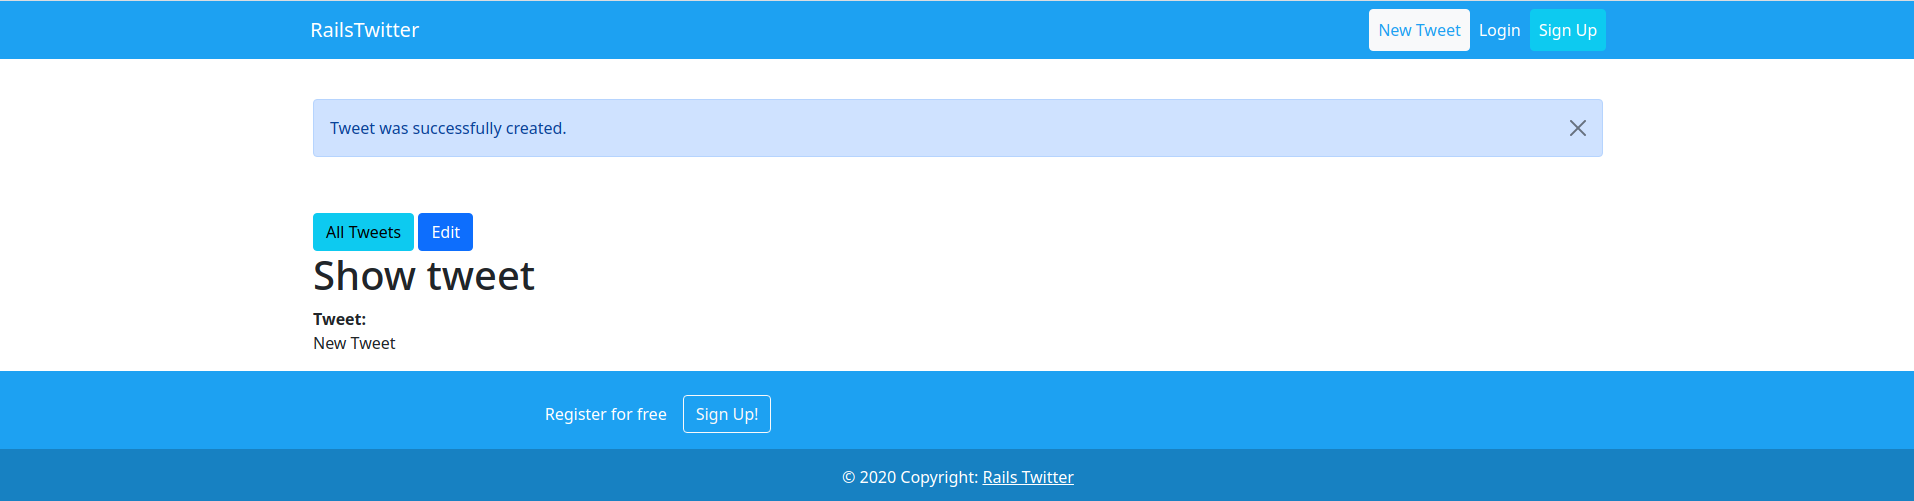 RailsTwitter New Tweet Login Sign Up
Tweet was successfully created.
All Tweets Edit
Show tweet
Tweet:
New Tweet
Register for free Sign Up!
© 2020 Copyright: Rails Twitter